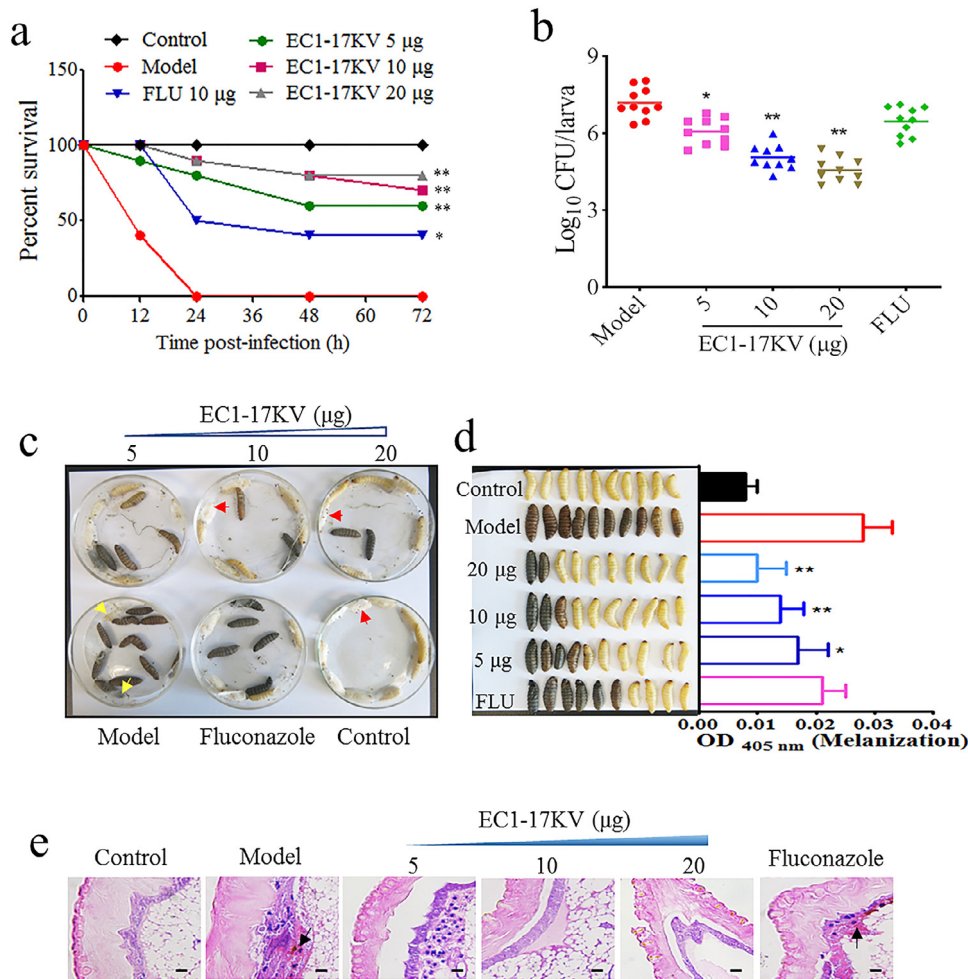 a
Control
Model
FLU 10 µg
EC1-17KV 5 µg
EC1-17KV 10 µg
EC1-17KV 20 µg
Percent survival
150
100
50
0
**
**
**
*
0 12 24 36 48 60 72
Time post-infection (h)
b
Log10 CFU/larva
9
6
3
0
*
**
**
Model 5 10 20 FLU
EC1-17KV (µg)
c
EC1-17KV (µg)
5 10 20
Model Fluconazole Control
d
Control
Model
20 µg
10 µg
5 µg
FLU
**
**
*
0.00 0.01 0.02 0.03 0.04
OD 405 nm (Melanization)
e
EC1-17KV (µg)
Control Model 5 10 20 Fluconazole